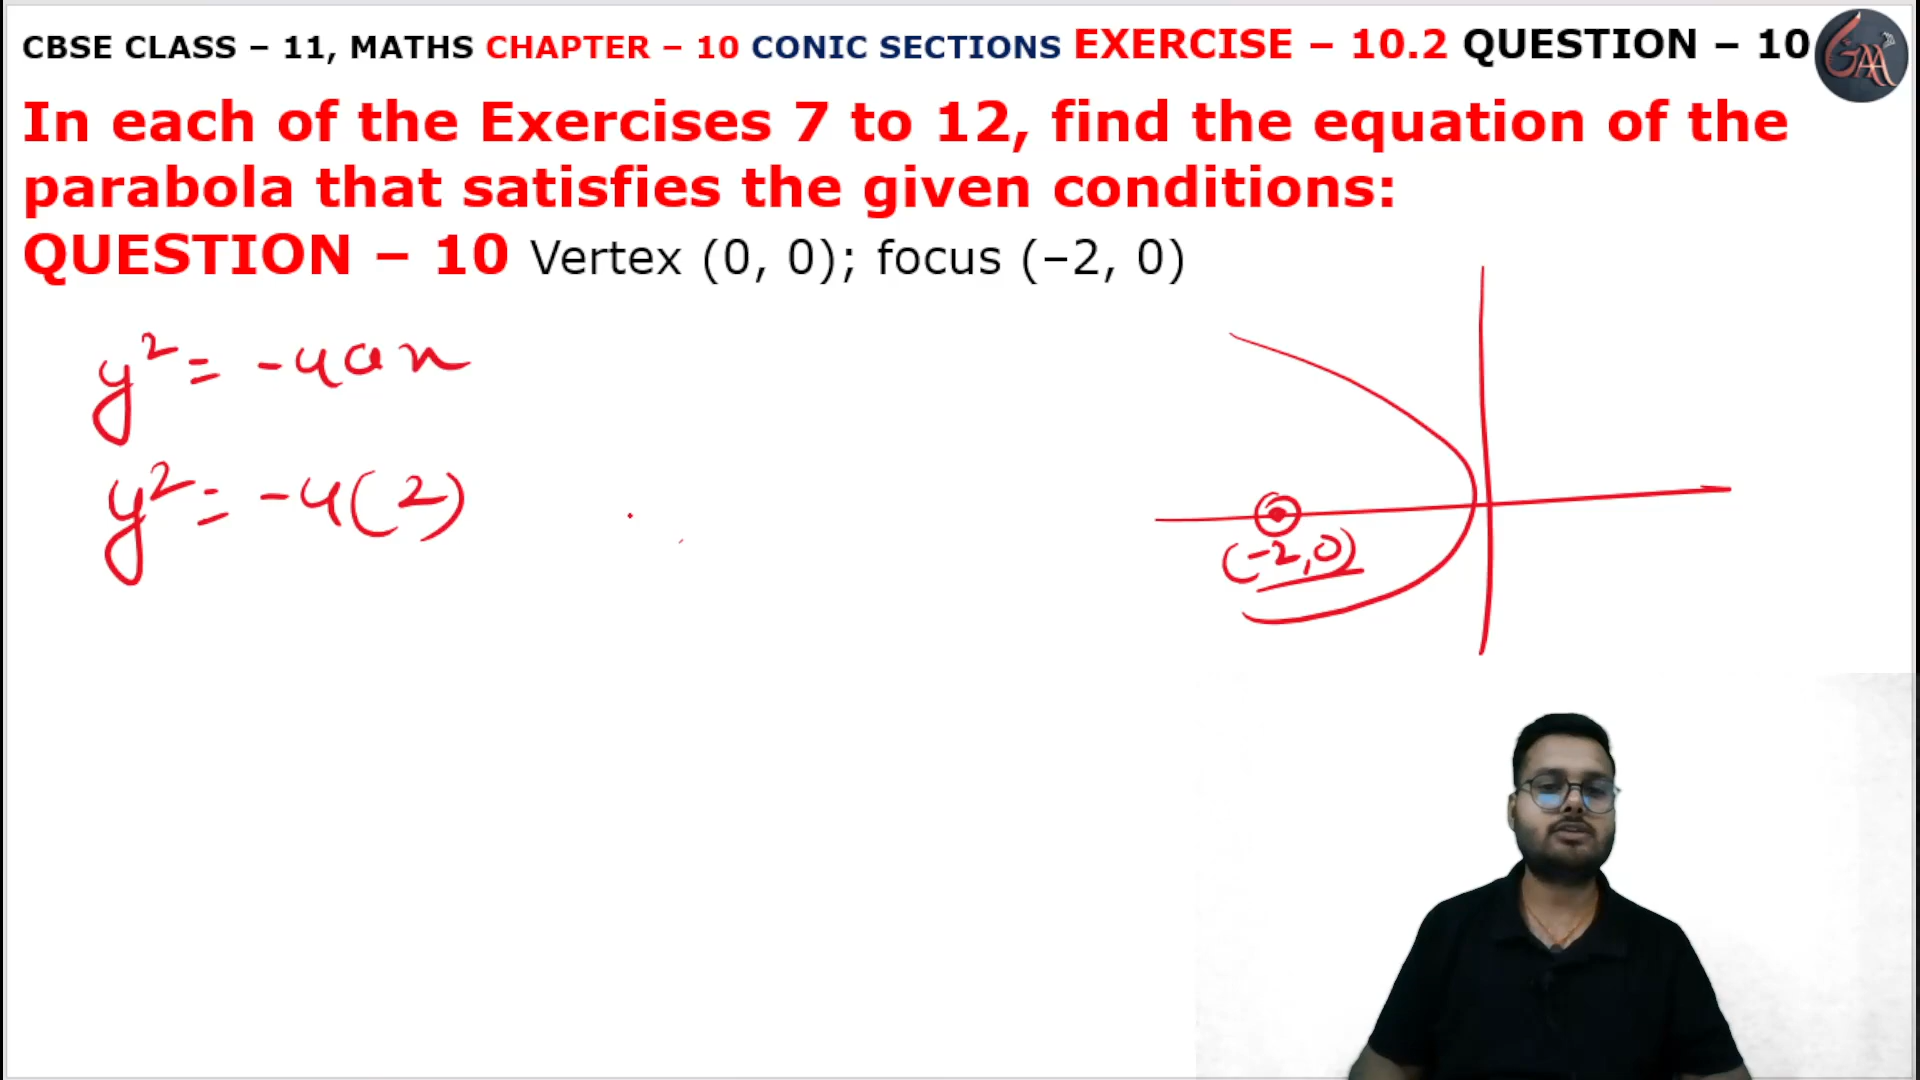 CBSE CLASS – 11, MATHS CHAPTER – 10 CONIC SECTIONS EXERCISE – 10.2 QUESTION – 10
In each of the Exercises 7 to 12, find the equation of the
parabola that satisfies the given conditions:
QUESTION – 10 Vertex (0, 0); focus (–2, 0)
y² = -4ax
y² = -4(2)
(-2,0)